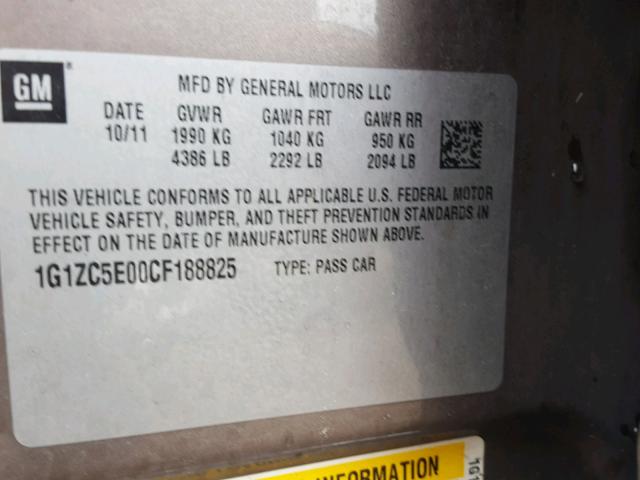 GM®
MFD BY GENERAL MOTORS LLC
DATE GVWR GAWR FRT GAWR RR
10/11 1990 KG 1040 KG 950 KG
4386 LB 2292 LB 2094 LB
THIS VEHICLE CONFORMS TO ALL APPLICABLE U.S. FEDERAL MOTOR
VEHICLE SAFETY, BUMPER, AND THEFT PREVENTION STANDARDS IN
EFFECT ON THE DATE OF MANUFACTURE SHOWN ABOVE.
1G1ZC5E00CF188825 TYPE: PASS CAR
INFORMATION